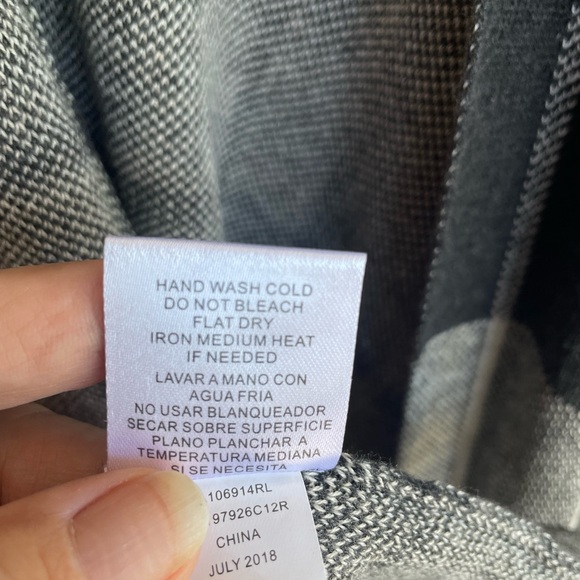 HAND WASH COLD
DO NOT BLEACH
FLAT DRY
IRON MEDIUM HEAT
IF NEEDED
LAVAR A MANO CON
AGUA FRIA
NO USAR BLANQUEADOR
SECAR SOBRE SUPERFICIE
PLANO PLANCHAR A
TEMPERATURA MEDIANA
SI SE NECESITA
106914RL
97926C12R
CHINA
JULY 2018